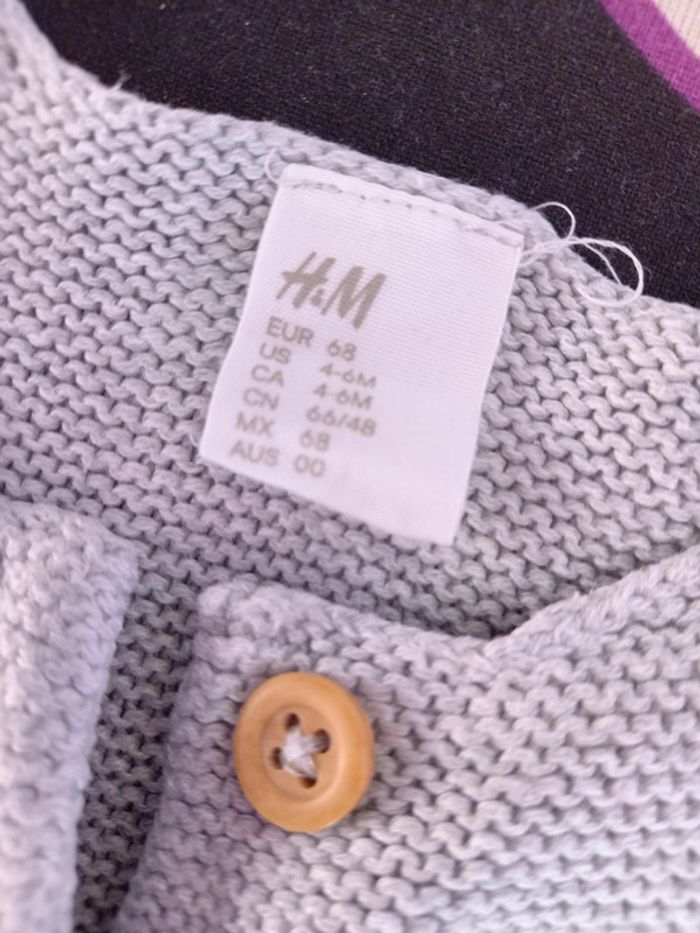 H&M
EUR 68
US 4-6M
CA 4-6M
CN 66/48
MX 68
AUS 00